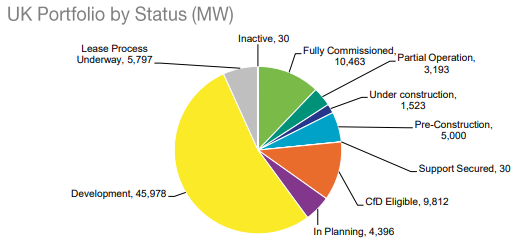 UK Portfolio by Status (MW)
Inactive, 30
Fully Commissioned,
10,463
Partial Operation,
3,193
Under construction,
1,523
Pre-Construction,
5,000
Support Secured, 30
CfD Eligible, 9,812
In Planning, 4,396
Development, 45,978
Lease Process
Underway, 5,797